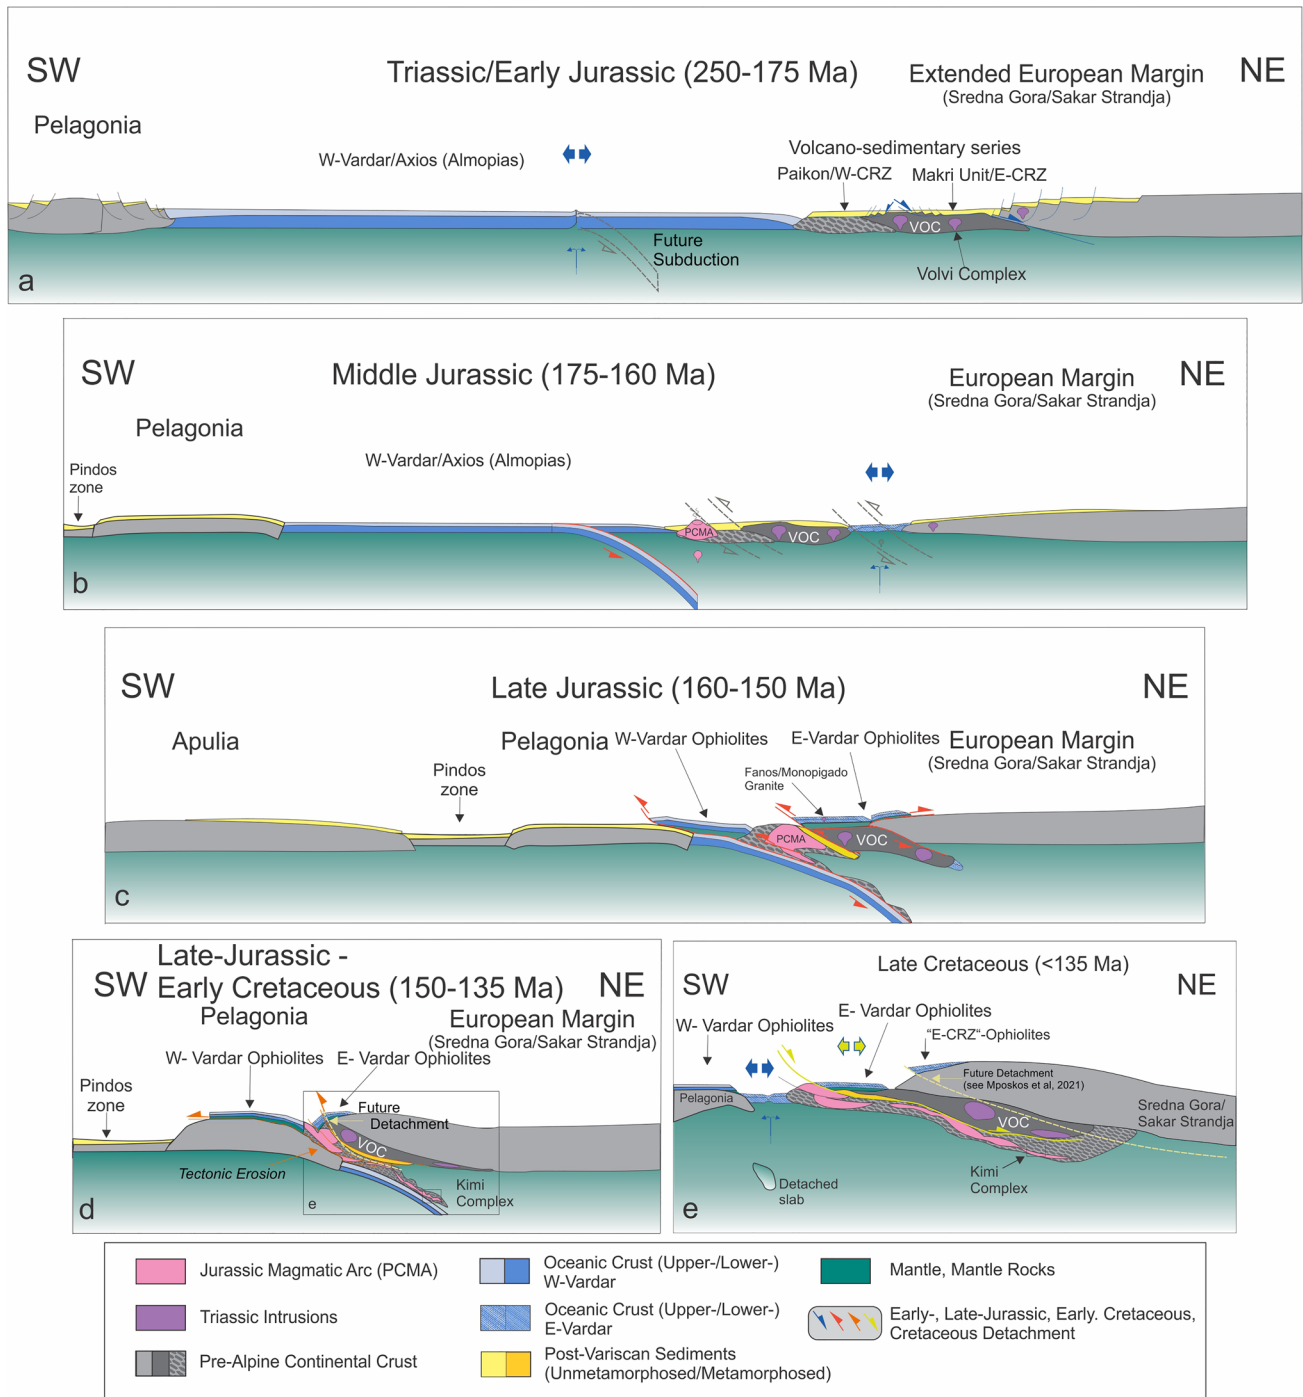 SW
Triassic/Early Jurassic (250-175 Ma)
Extended European Margin
(Sredna Gora/Sakar Strandja)
NE
Pelagonia
W-Vardar/Axios (Almopias)
Volcano-sedimentary series
Paikon/W-CRZ
Makri Unit/E-CRZ
VOC
Future
Subduction
Volvi Complex
a
SW
Middle Jurassic (175-160 Ma)
European Margin
(Sredna Gora/Sakar Strandja)
NE
Pelagonia
W-Vardar/Axios (Almopias)
Pindos
zone
PCMA
VOC
b
SW
Late Jurassic (160-150 Ma)
NE
Apulia
Pelagonia
W-Vardar Ophiolites
E-Vardar Ophiolites
European Margin
(Sredna Gora/Sakar Strandja)
Pindos
zone
Fanos/Monopigado
Granite
PCMA
VOC
c
Late-Jurassic -
SW Early Cretaceous (150-135 Ma) NE
Pelagonia
European Margin
(Sredna Gora/Sakar Strandja)
W- Vardar Ophiolites
E- Vardar Ophiolites
Pindos
zone
Future
Detachment
VOC
Tectonic Erosion
Kimi
Complex
e
d
Late Cretaceous (<135 Ma)
SW
NE
E- Vardar Ophiolites
W- Vardar Ophiolites
“E-CRZ“-Ophiolites
Future Detachment
(see Mposkos et al, 2021)
Pelagonia
Sredna Gora/
Sakar Strandja
VOC
Kimi
Complex
Detached
slab
e
Jurassic Magmatic Arc (PCMA)
Triassic Intrusions
Pre-Alpine Continental Crust
Oceanic Crust (Upper-/Lower-)
W-Vardar
Oceanic Crust (Upper-/Lower-)
E-Vardar
Post-Variscan Sediments
(Unmetamorphosed/Metamorphosed)
Mantle, Mantle Rocks
Early-, Late-Jurassic, Early. Cretaceous,
Cretaceous Detachment